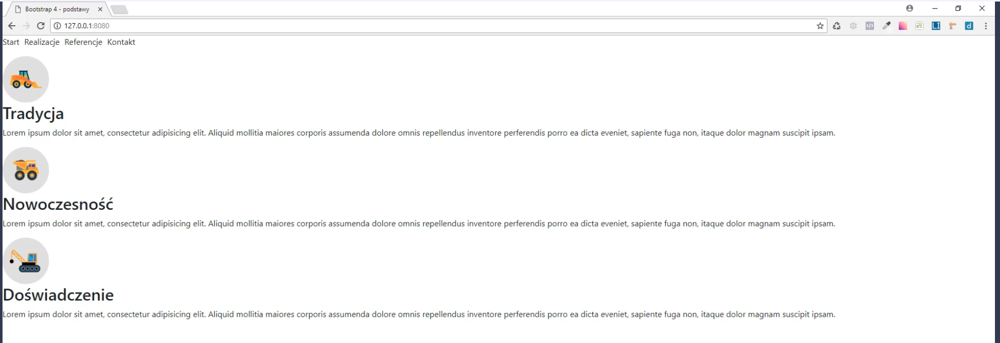 Bootstrap 4 - podstawy
127.0.0.1:8080
Start Realizacje Referencje Kontakt
Tradycja
Lorem ipsum dolor sit amet, consectetur adipisicing elit. Aliquid mollitia maiores corporis assumenda dolore omnis repellendus inventore perferendis porro ea dicta eveniet, sapiente fuga non, itaque dolor magnam suscipit ipsam.
Nowoczesność
Lorem ipsum dolor sit amet, consectetur adipisicing elit. Aliquid mollitia maiores corporis assumenda dolore omnis repellendus inventore perferendis porro ea dicta eveniet, sapiente fuga non, itaque dolor magnam suscipit ipsam.
Doświadczenie
Lorem ipsum dolor sit amet, consectetur adipisicing elit. Aliquid mollitia maiores corporis assumenda dolore omnis repellendus inventore perferendis porro ea dicta eveniet, sapiente fuga non, itaque dolor magnam suscipit ipsam.